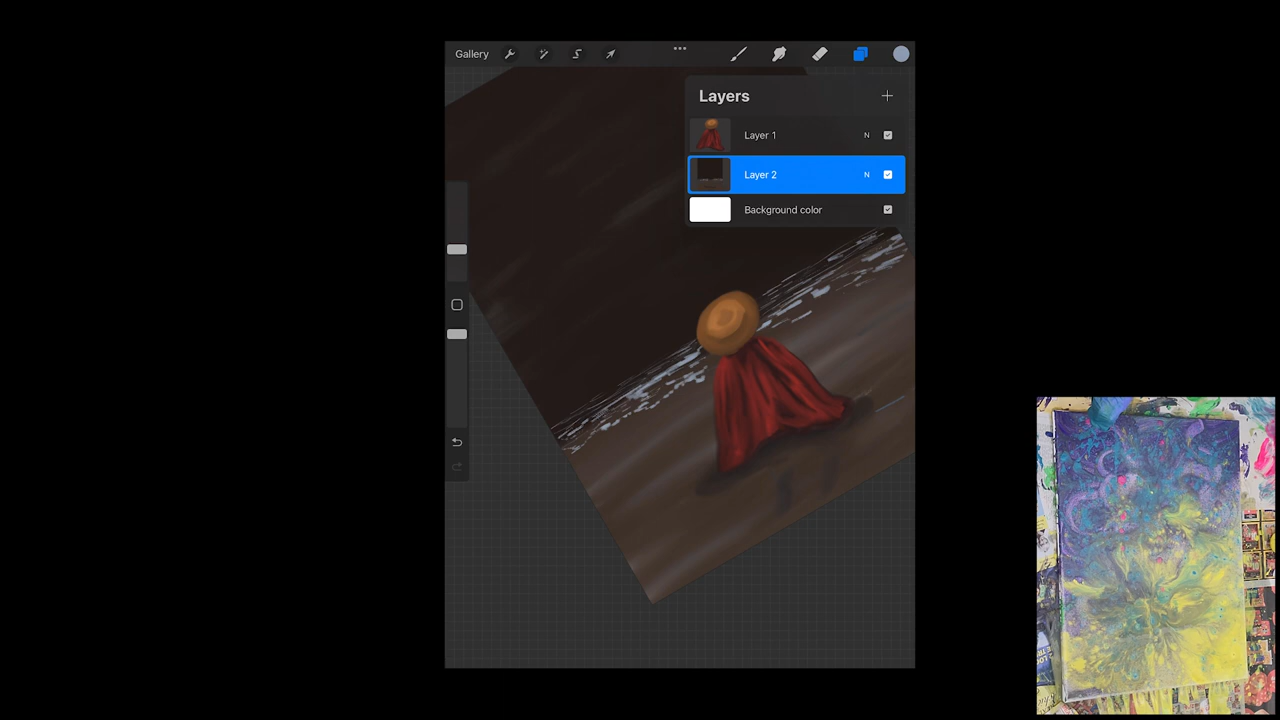 Gallery
Layers
Layer 1 N
Layer 2 N
Background color